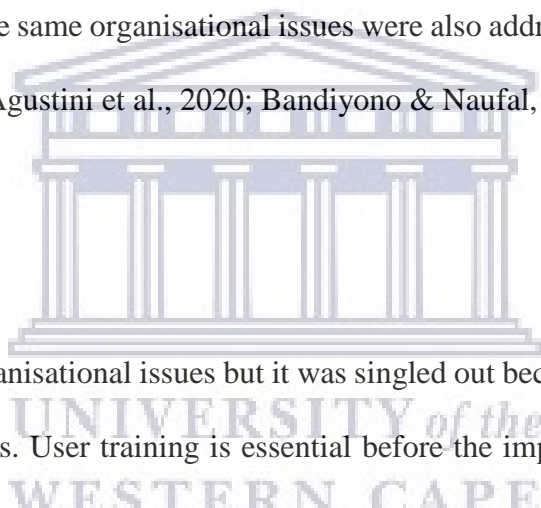 e same organisational issues were also addr
Agustini et al., 2020; Bandiyono & Naufal,
anisational issues but it was singled out bec
UNIVERSITY of the
s. User training is essential before the imp
WESTERN CAPE